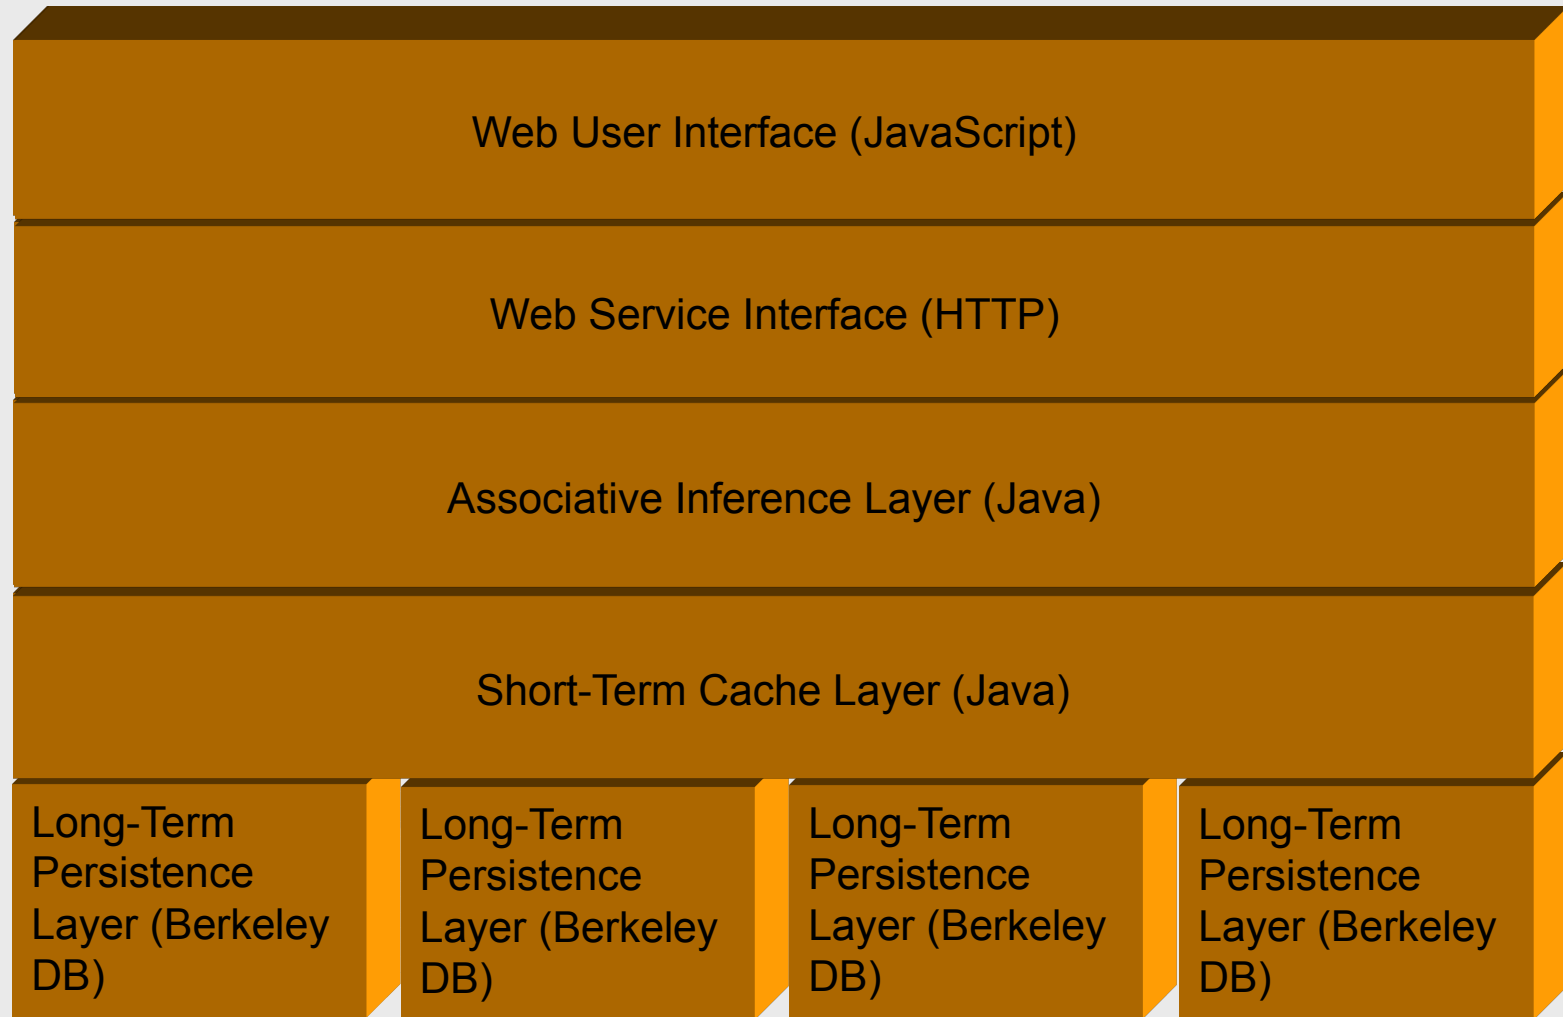 Web User Interface (JavaScript)
Web Service Interface (HTTP)
Associative Inference Layer (Java)
Short-Term Cache Layer (Java)
Long-Term
Persistence
Layer (Berkeley
DB)
Long-Term
Persistence
Layer (Berkeley
DB)
Long-Term
Persistence
Layer (Berkeley
DB)
Long-Term
Persistence
Layer (Berkeley
DB)